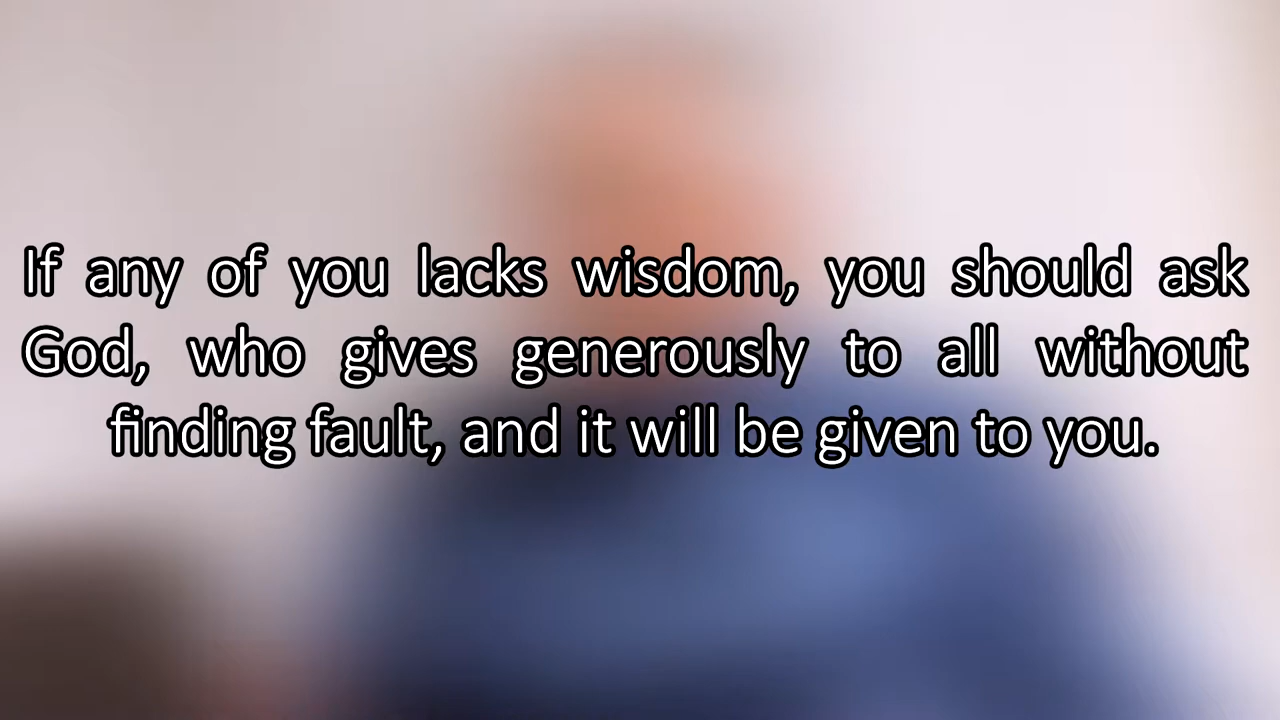 If any of you lacks wisdom, you should ask
God, who gives generously to all without
finding fault, and it will be given to you.